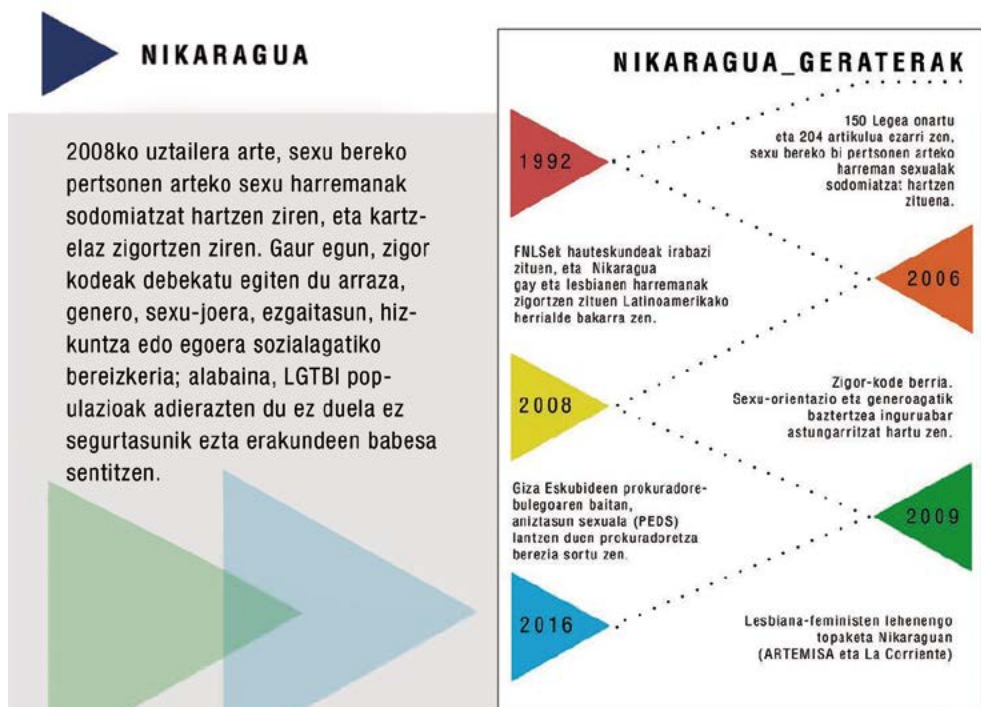 NIKARAGUA
2008ko uztailera arte, sexu bereko
pertsonen arteko sexu harremanak
sodomiatzat hartzen ziren, eta kartz-
elaz zigortzen ziren. Gaur egun, zigor
kodeak debekatu egiten du arraza,
genero, sexu-joera, ezgaitasun, hiz-
kuntza edo egoera sozialagatiko
bereizkeria; alabaina, LGTBI pop-
ulazioak adierazten du ez duela ez
segurtasunik ezta erakundeen babesa
sentitzen.
NIKARAGUA_GERATERAK
1992
150 Legea onartu
eta 204 artikulua ezarri zen,
sexu bereko bi pertsonen arteko
harreman sexualak
sodomiatzat hartzen
zituena.
2006
FNLSek hauteskundeak irabazi
zituen, eta Nikaragua
gay eta lesbianen harremanak
zigortzen zituen Latinoamerikako
herrialde bakarra zen.
2008
Zigor-kode berria.
Sexu-orientazio eta generoagatik
baztertzea inguruabar
astungarritzat hartu zen.
2009
Giza Eskubideen prokuradore-
bulegoaren baitan,
aniztasun sexuala (PEDS)
lantzen duen prokuradoretza
berezia sortu zen.
2016
Lesbiana-feministen lehenengo
topaketa Nikaraguan
(ARTEMISA eta La Corriente)